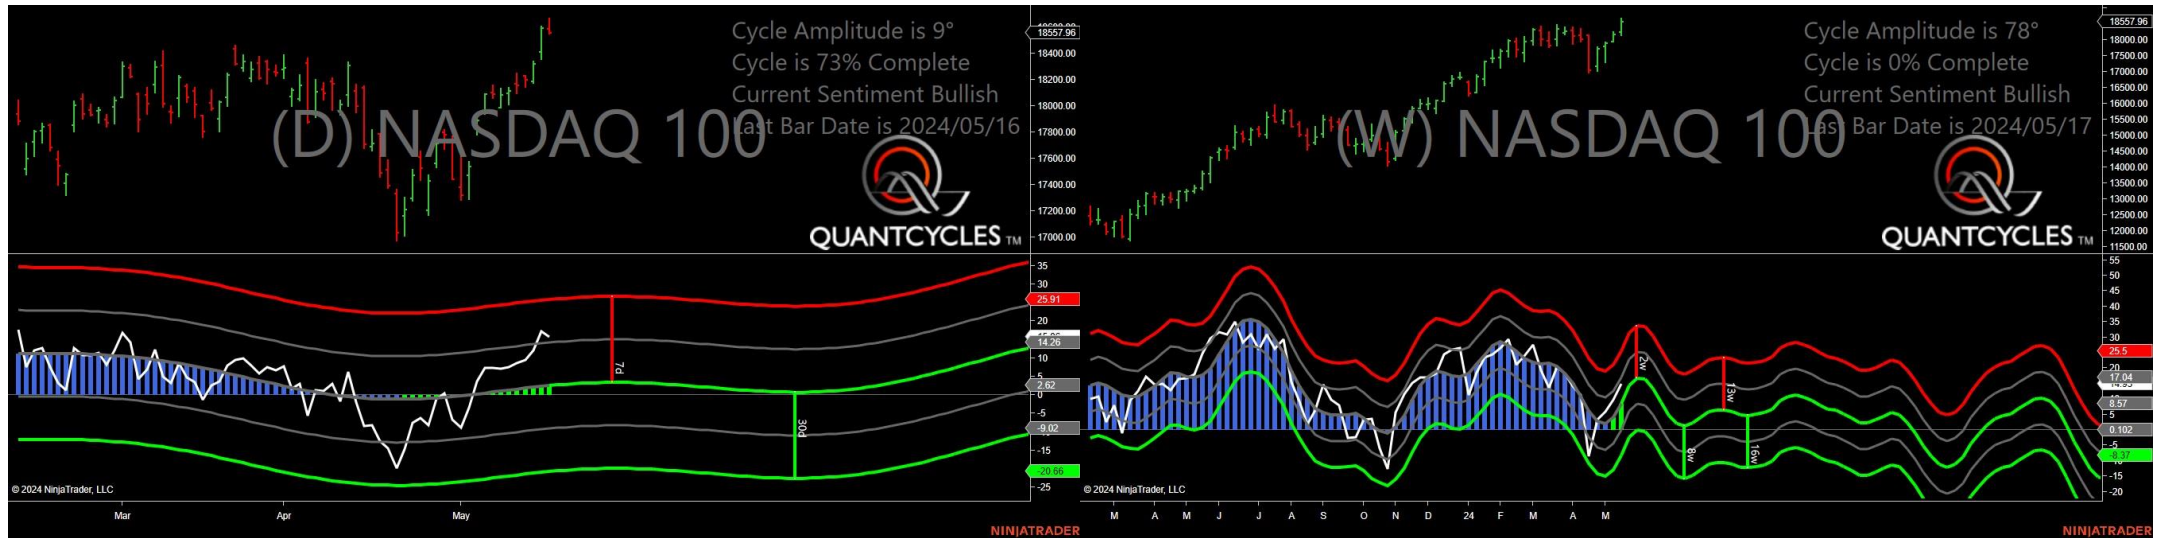 Cycle Amplitude is 9°
Cycle is 73% Complete
Current Sentiment Bullish
Last Bar Date is 2024/05/16
(D) NASDAQ 100
QUANTCYCLES TM
18557.96
18400.00
18200.00
18000.00
17800.00
17600.00
17400.00
17200.00
17000.00
35
30
25.91
20
14.26
10
5
2.62
0
-5
-9.02
-15
-20.66
-25
7d
30d
© 2024 NinjaTrader, LLC
Mar Apr May
NINJATRADER
Cycle Amplitude is 78°
Cycle is 0% Complete
Current Sentiment Bullish
Last Bar Date is 2024/05/17
(W) NASDAQ 100
QUANTCYCLES TM
18557.96
18000.00
17000.00
16500.00
16000.00
15500.00
15000.00
14500.00
14000.00
13500.00
13000.00
12500.00
12000.00
11500.00
55
50
45
40
35
30
25.5
20
17.04
8.57
5
0.102
-5
-8.37
-15
-20
2w
13w
8w
16w
© 2024 NinjaTrader, LLC
M A M J J A S O N D 24 F M A M
NINJATRADER